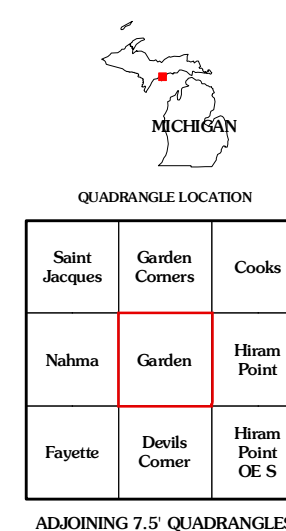 MICHIGAN
QUADRANGLE LOCATION
Saint
Jacques
Garden
Corners
Cooks
Nahma
Garden
Hiram
Point
Fayette
Devils
Corner
Hiram
Point
OE S
ADJOINING 7.5' QUADRANGLES